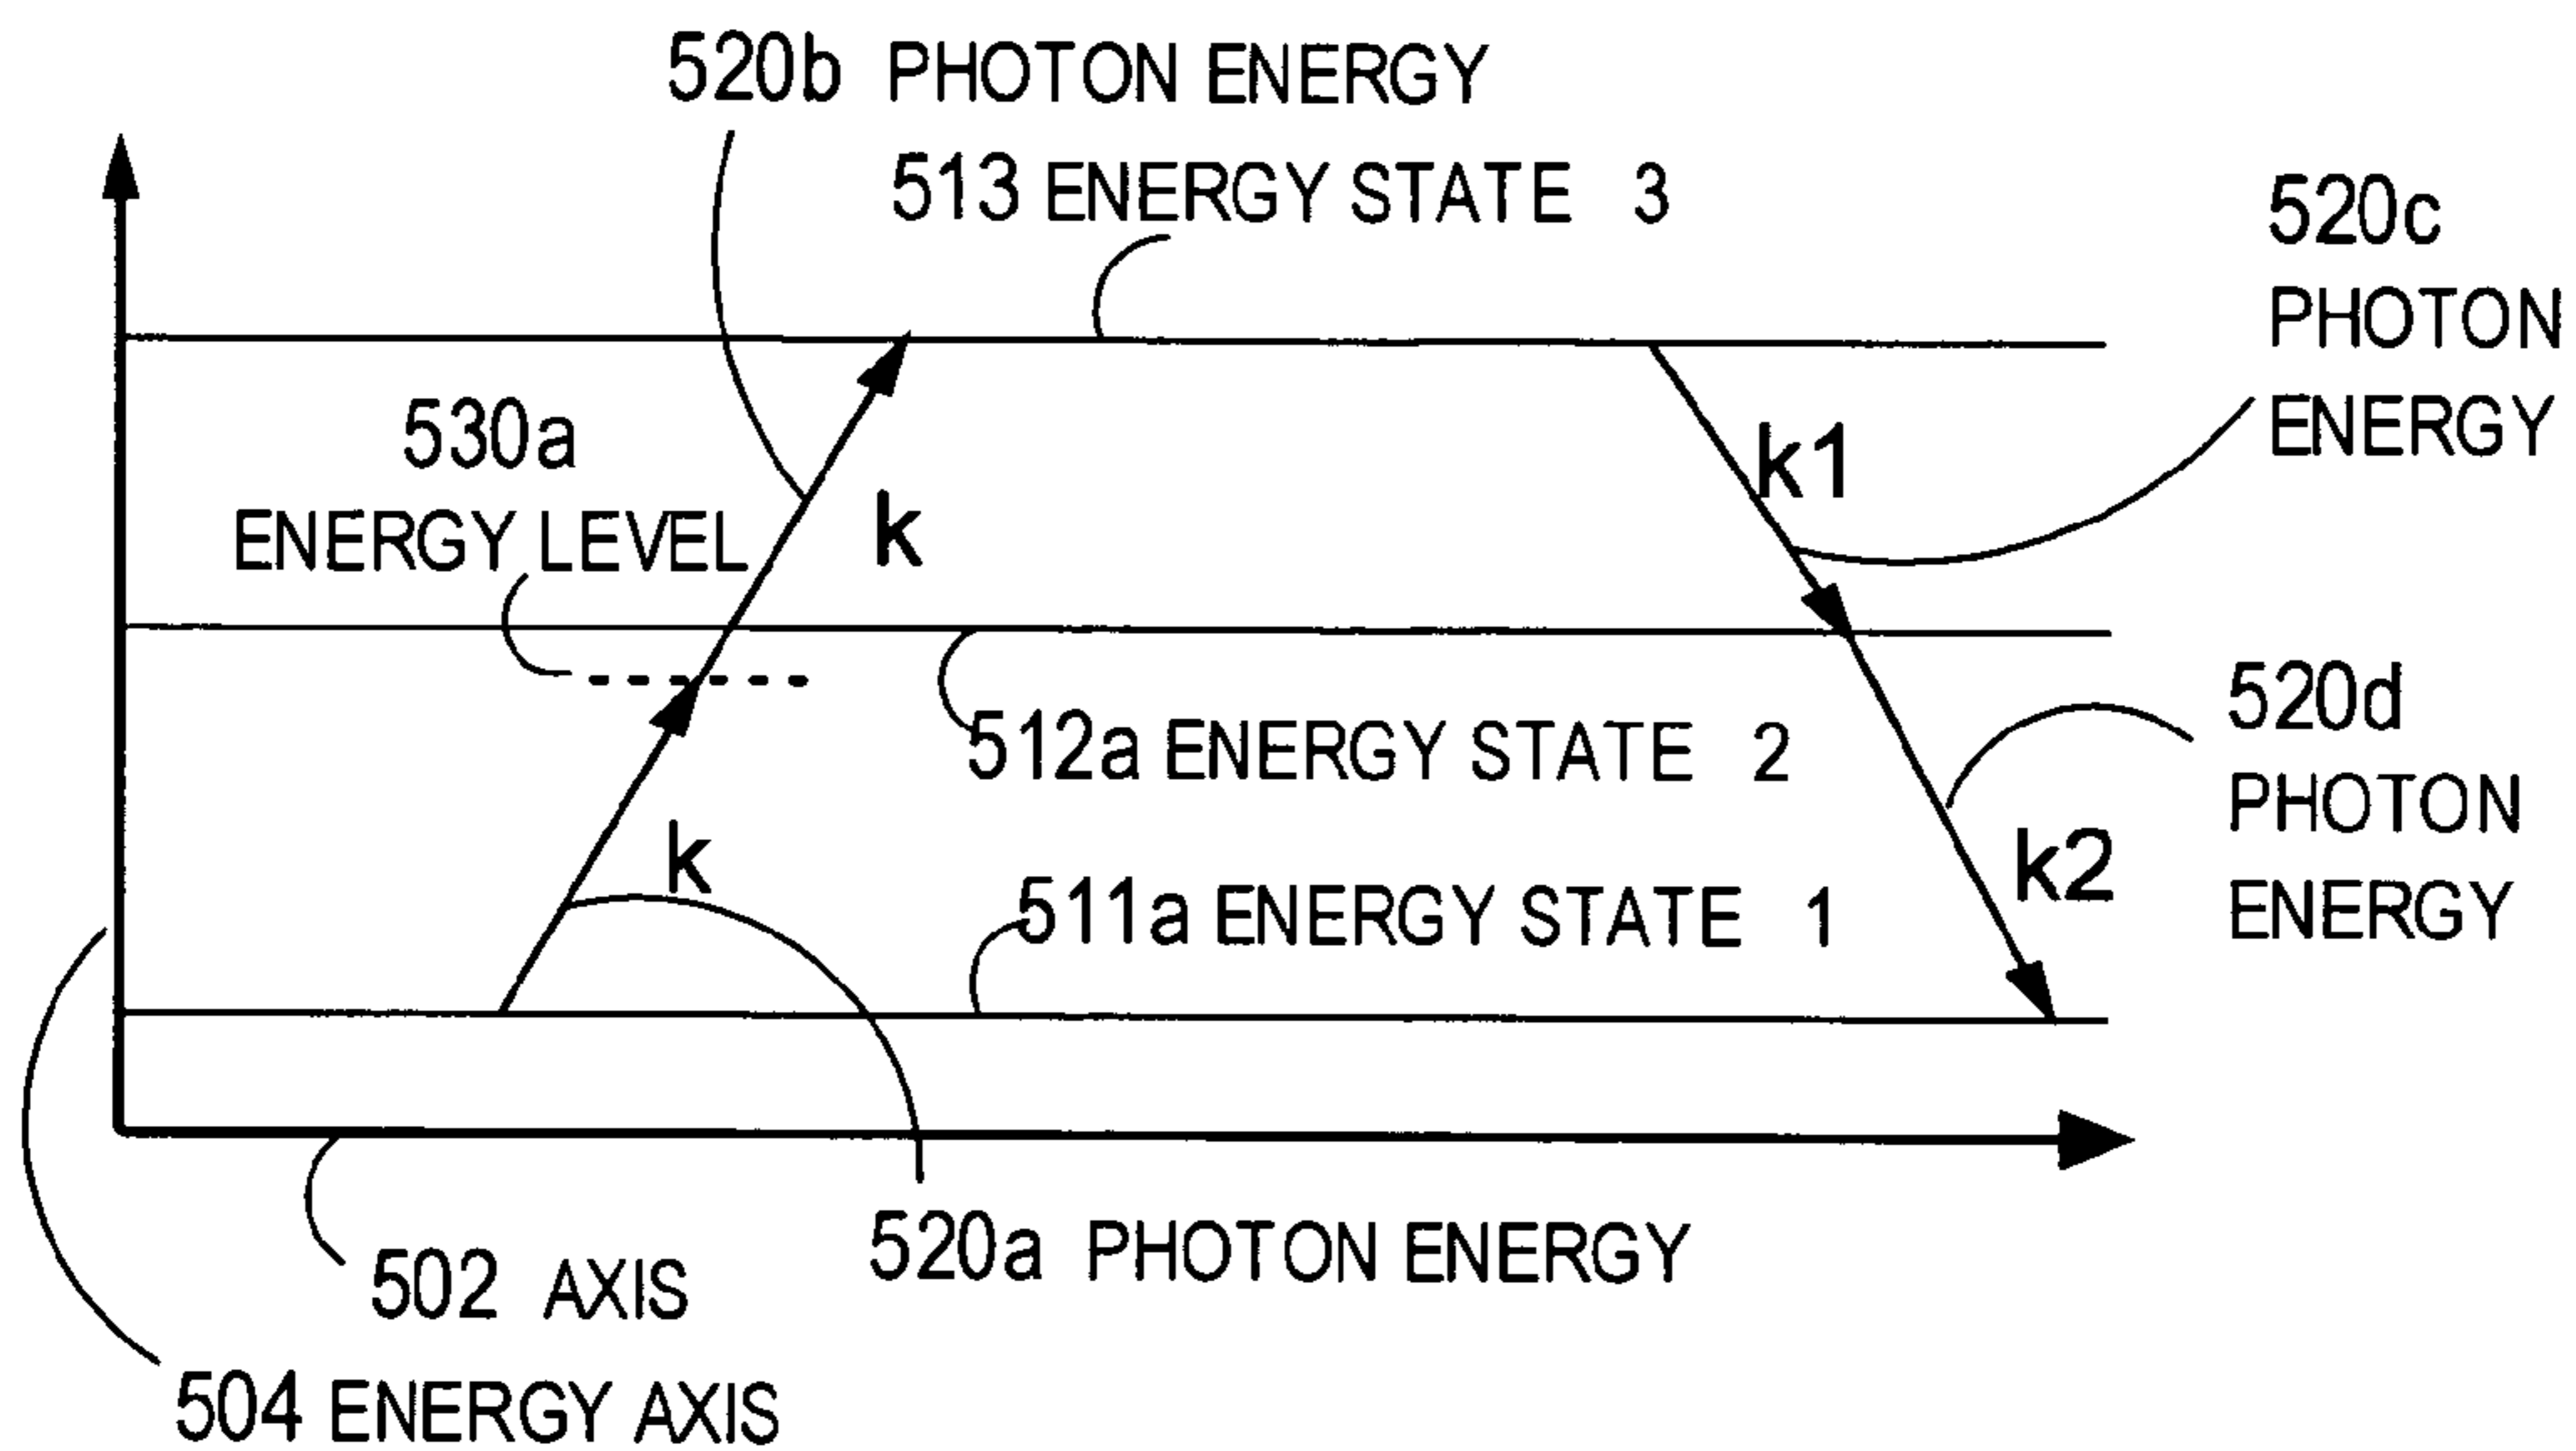 520b PHOTON ENERGY
513 ENERGY STATE 3
520c
PHOTON
ENERGY
530a
ENERGY LEVEL
k
k1
512a ENERGY STATE 2
520d
PHOTON
ENERGY
k
k2
511a ENERGY STATE 1
520a PHOTON ENERGY
502 AXIS
504 ENERGY AXIS